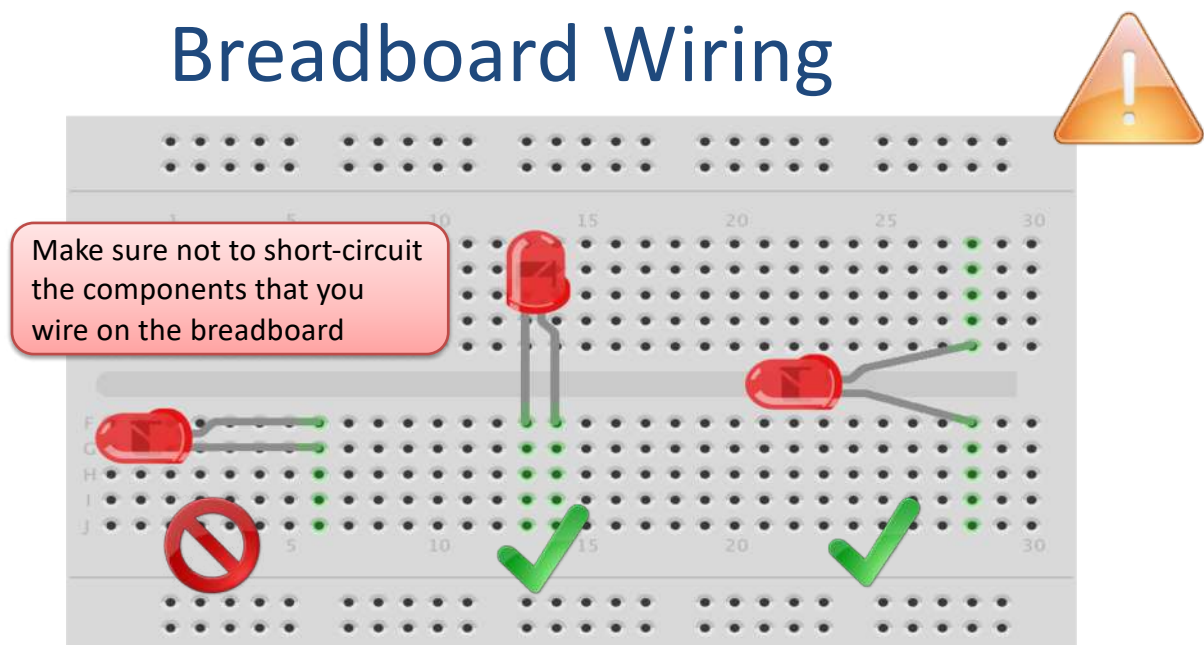 Breadboard Wiring
1 5 10 15 20 25 30
Make sure not to short-circuit
the components that you
wire on the breadboard
F
G
H
I
J
5 10 15 20 30